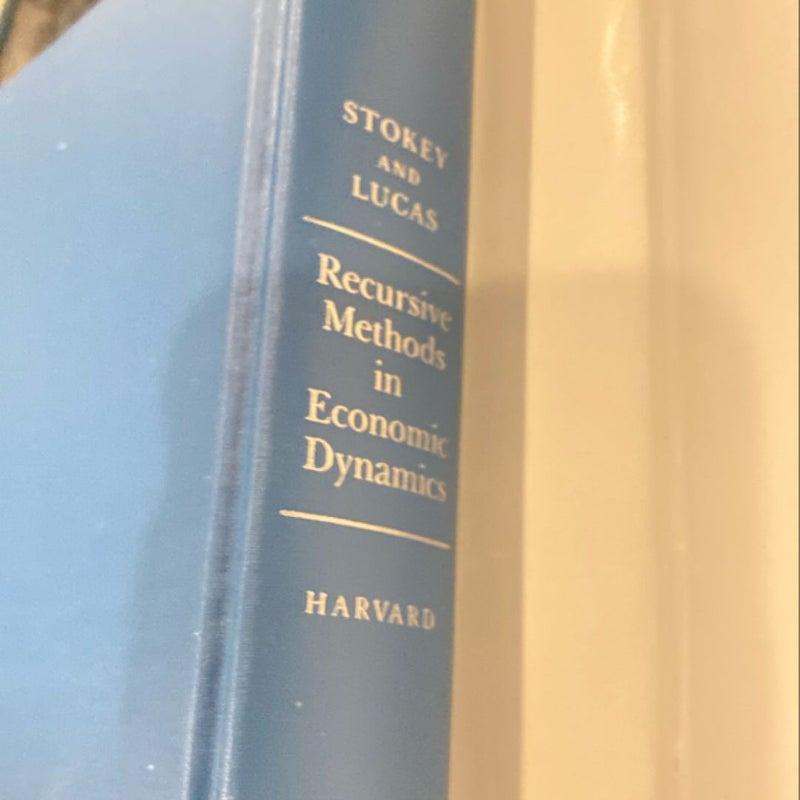 STOKEY
AND
LUCAS
Recursive
Methods
in
Economic
Dynamics
HARVARD